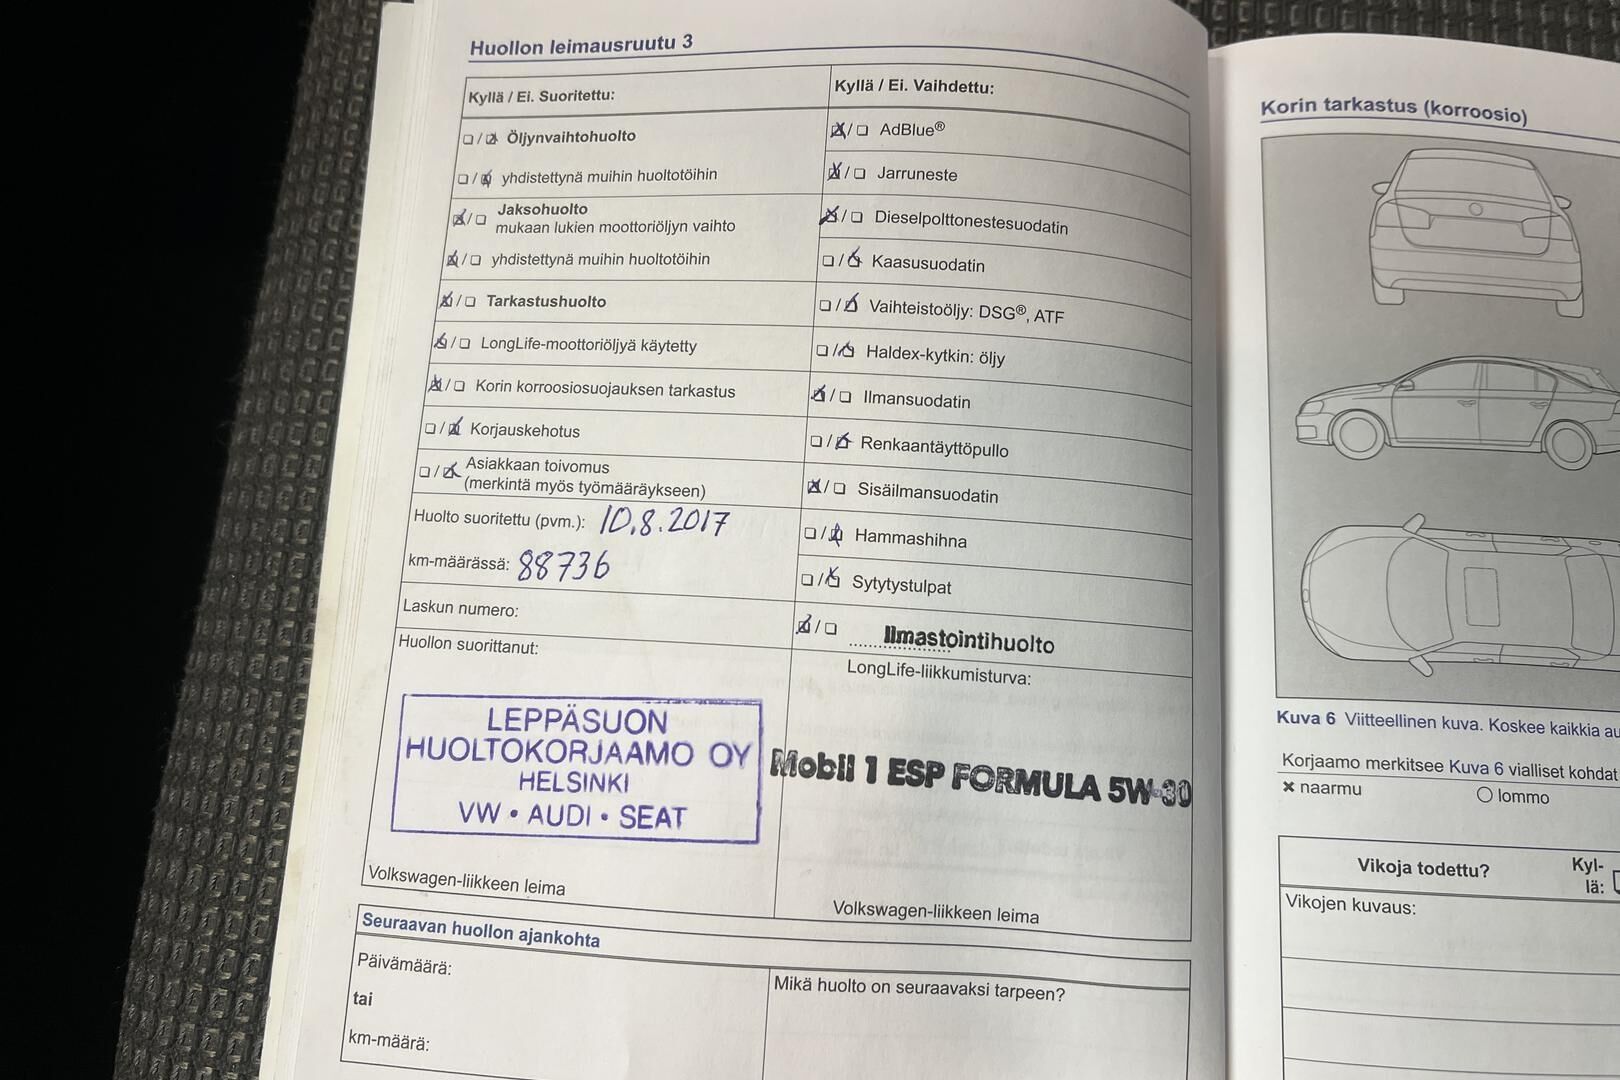 Huollon leimausruutu 3
Kyllä / Ei. Suoritettu:
☐ / ☒ Öljynvaihtohuolto
☐ / ☒ yhdistettynä muihin huoltotöihin
☒ / ☐ Jaksohuolto
mukaan lukien moottoriöljyn vaihto
☒ / ☐ yhdistettynä muihin huoltotöihin
☒ / ☐ Tarkastushuolto
☒ / ☐ LongLife-moottoriöljyä käytetty
☒ / ☐ Korin korroosiosuojauksen tarkastus
☐ / ☒ Korjauskehotus
☐ / ☒ Asiakkaan toivomus
(merkintä myös työmääräykseen)
Huolto suoritettu (pvm.): 10.8.2017
km-määrässä: 88736
Laskun numero:
Huollon suorittanut:
LEPPÄSUON
HUOLTOKORJAAMO OY
HELSINKI
VW • AUDI • SEAT
Volkswagen-liikkeen leima
Kyllä / Ei. Vaihdettu:
☒ / ☐ AdBlue®
☒ / ☐ Jarruneste
☒ / ☐ Dieselpolttonestesuodatin
☐ / ☒ Kaasusuodatin
☐ / ☒ Vaihteistoöljy: DSG®, ATF
☐ / ☒ Haldex-kytkin: öljy
☒ / ☐ Ilmansuodatin
☐ / ☒ Renkaantäyttöpullo
☒ / ☐ Sisäilmansuodatin
☐ / ☒ Hammashihna
☐ / ☒ Sytytystulpat
☒ / ☐ Ilmastointihuolto
LongLife-liikkumisturva:
Mobil 1 ESP FORMULA 5W-30
Volkswagen-liikkeen leima
Seuraavan huollon ajankohta
Päivämäärä:
tai
km-määrä:
Mikä huolto on seuraavaksi tarpeen?
Korin tarkastus (korroosio)
Kuva 6 Viitteellinen kuva. Koskee kaikkia au
Korjaamo merkitsee Kuva 6 vialliset kohdat
× naarmu ○ lommo
Vikoja todettu? Kyl-
lä:
Vikojen kuvaus: